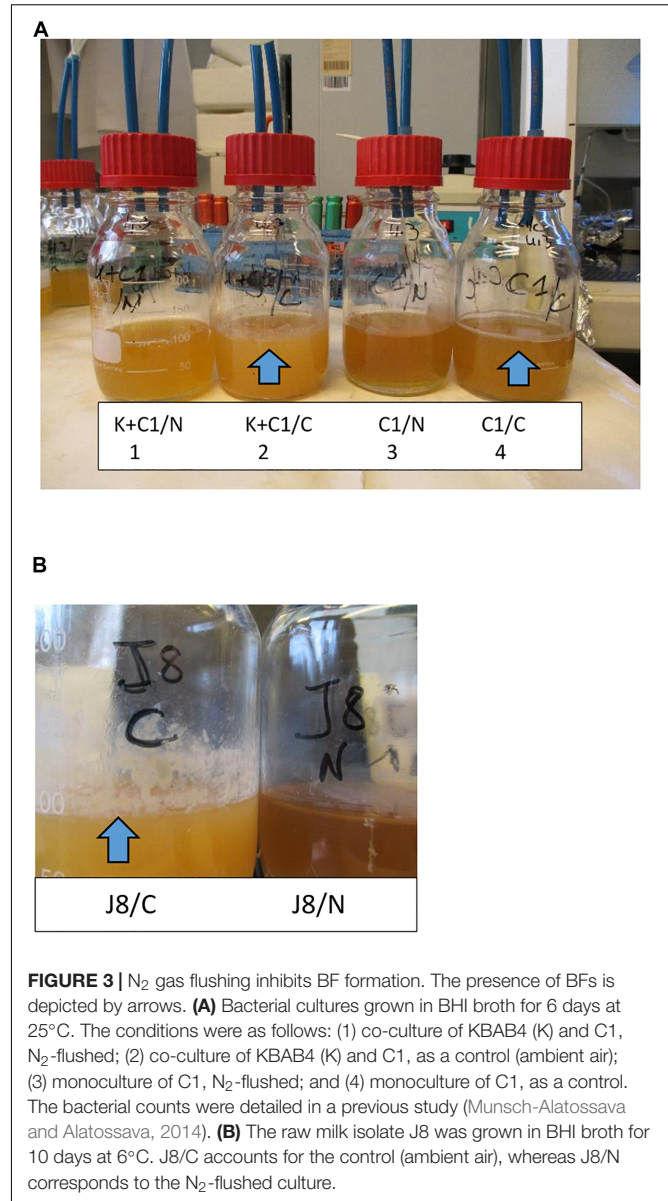 A
K+C1/N K+C1/C C1/N C1/C
1 2 3 4
B
J8
C
J8
N
J8/C J8/N
FIGURE 3 | N₂ gas flushing inhibits BF formation. The presence of BFs is
depicted by arrows. (A) Bacterial cultures grown in BHI broth for 6 days at
25°C. The conditions were as follows: (1) co-culture of KBAB4 (K) and C1,
N₂-flushed; (2) co-culture of KBAB4 (K) and C1, as a control (ambient air);
(3) monoculture of C1, N₂-flushed; and (4) monoculture of C1, as a control.
The bacterial counts were detailed in a previous study (Munsch-Alatossava
and Alatossava, 2014). (B) The raw milk isolate J8 was grown in BHI broth for
10 days at 6°C. J8/C accounts for the control (ambient air), whereas J8/N
corresponds to the N₂-flushed culture.